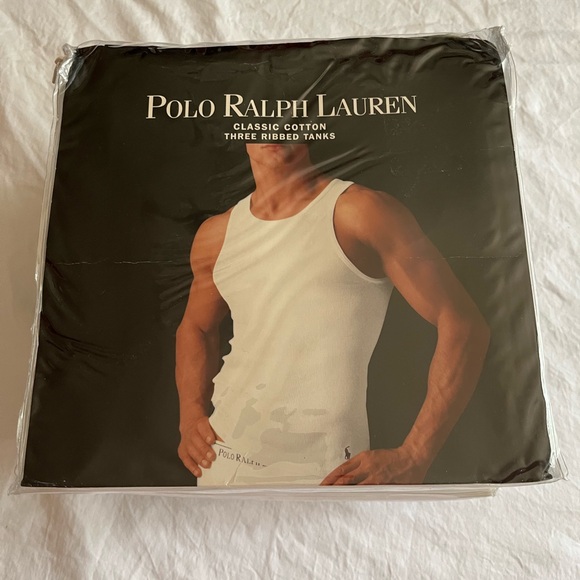 POLO RALPH LAUREN
CLASSIC COTTON
THREE RIBBED TANKS
POLO RALPH